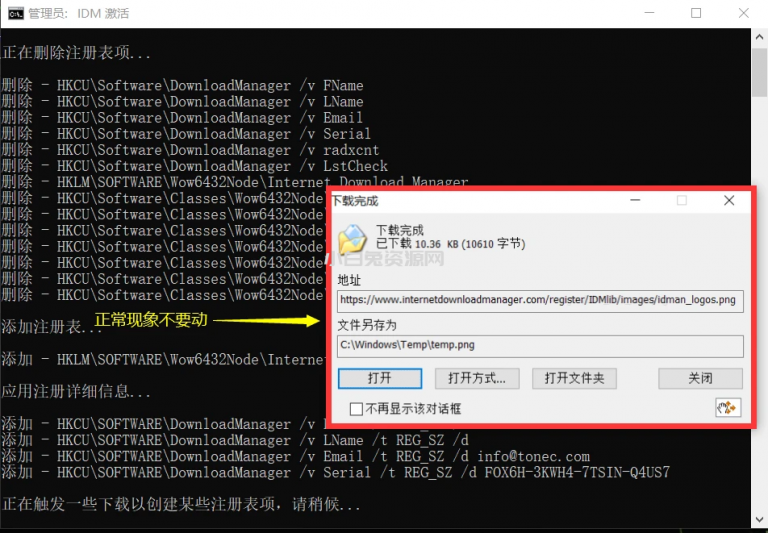 管理员: IDM 激活
正在删除注册表项...
删除 - HKCU\Software\DownloadManager /v FName
删除 - HKCU\Software\DownloadManager /v LName
删除 - HKCU\Software\DownloadManager /v Email
删除 - HKCU\Software\DownloadManager /v Serial
删除 - HKCU\Software\DownloadManager /v radxcnt
删除 - HKCU\Software\DownloadManager /v LstCheck
删除 - HKLM\SOFTWARE\Wow6432Node\Internet Download Manager
删除 - HKCU\Software\Classes\Wow6432Node
删除 - HKCU\Software\Classes\Wow6432Node
删除 - HKCU\Software\Classes\Wow6432Node
删除 - HKCU\Software\Classes\Wow6432Node
删除 - HKCU\Software\Classes\Wow6432Node
删除 - HKCU\Software\Classes\Wow6432Node
删除 - HKCU\Software\Classes\Wow6432Node
添加注册表...
正常现象不要动
添加 - HKLM\SOFTWARE\Wow6432Node\Interne
应用注册详细信息...
添加 - HKCU\Software\DownloadManager /v
添加 - HKCU\Software\DownloadManager /v LName /t REG_SZ /d
添加 - HKCU\Software\DownloadManager /v Email /t REG_SZ /d info@tonec.com
添加 - HKCU\Software\DownloadManager /v Serial /t REG_SZ /d FOX6H-3KWH4-7TSIN-Q4US7
正在触发一些下载以创建某些注册表项，请稍候...
下载完成
下载完成
已下载 10.36 KB (10610 字节)
小白兔资源网
地址
https://www.internetdownloadmanager.com/register/IDMlib/images/idman_logos.png
文件另存为
C:\Windows\Temp\temp.png
打开 打开方式... 打开文件夹 关闭
不再显示该对话框